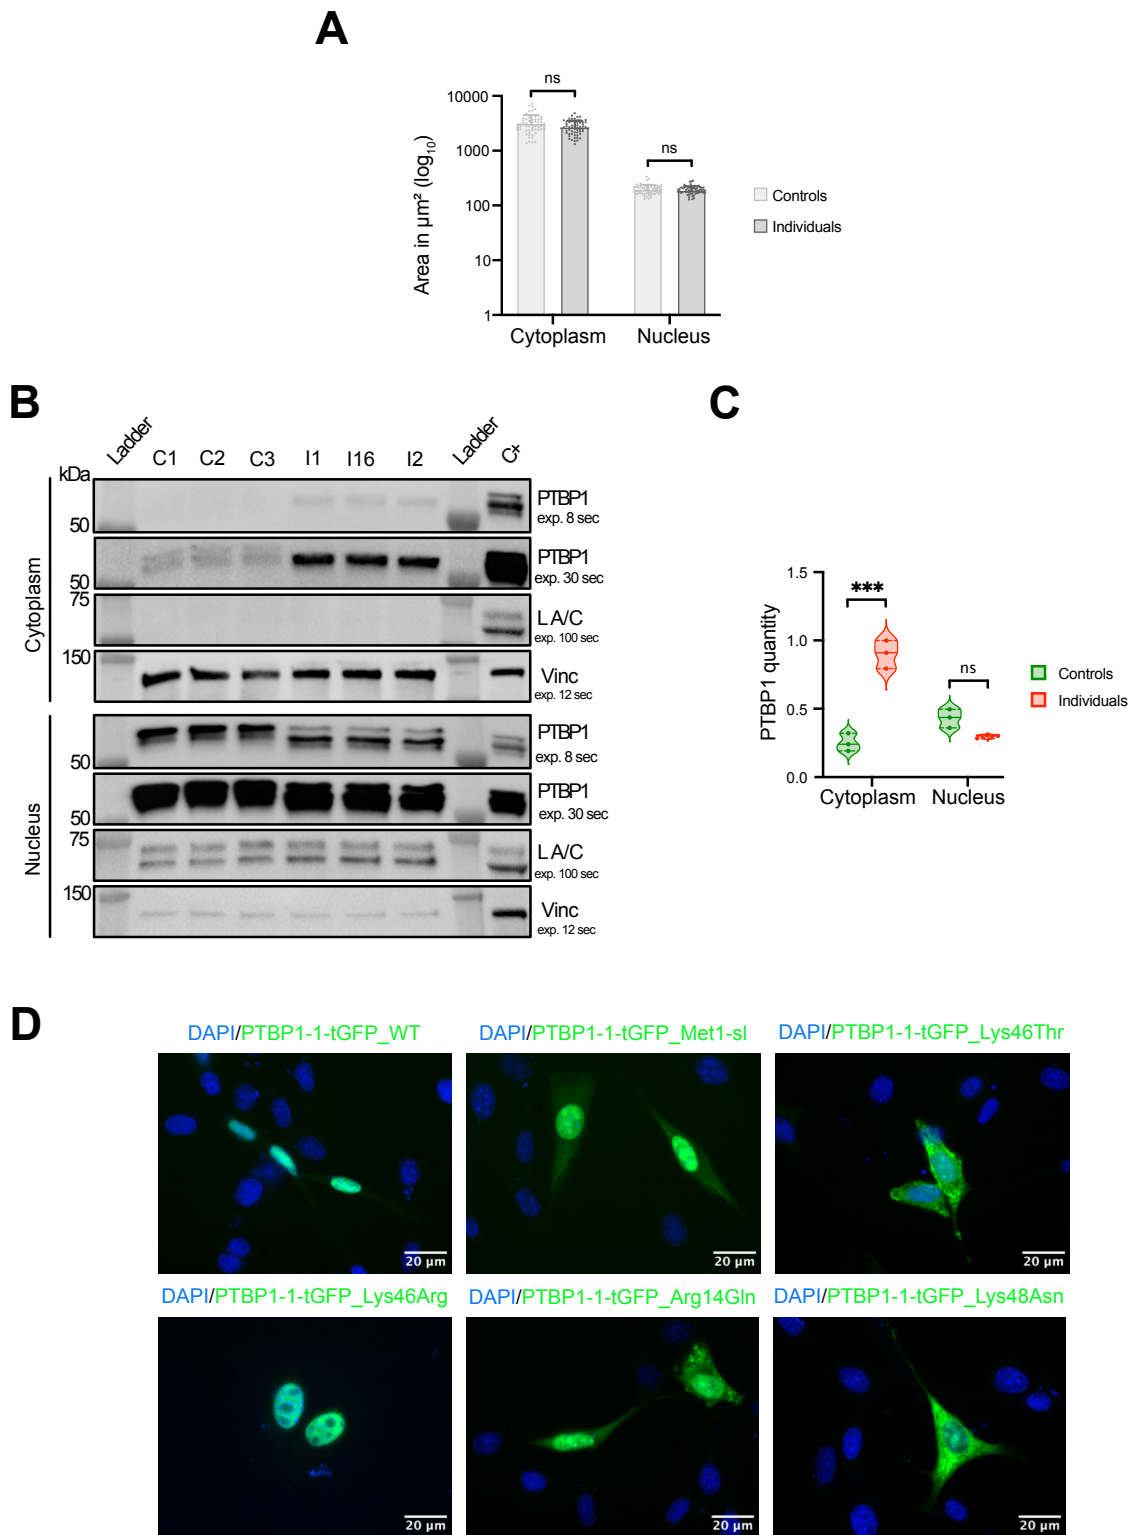 A
ns
ns
10000
1000
100
10
1
Area in µm² (log₁₀)
Cytoplasm
Nucleus
Controls
Individuals
B
kDa
Ladder
C1
C2
C3
I1
I16
I2
Ladder
C+
Cytoplasm
50
PTBP1
exp. 8 sec
50
PTBP1
exp. 30 sec
75
LA/C
exp. 100 sec
150
Vinc
exp. 12 sec
Nucleus
50
PTBP1
exp. 8 sec
50
PTBP1
exp. 30 sec
75
LA/C
exp. 100 sec
150
Vinc
exp. 12 sec
C
1.5
1.0
0.5
0.0
PTBP1 quantity
***
ns
Cytoplasm
Nucleus
Controls
Individuals
D
DAPI/PTBP1-1-tGFP_WT
20 µm
DAPI/PTBP1-1-tGFP_Met1-sl
20 µm
DAPI/PTBP1-1-tGFP_Lys46Thr
20 µm
DAPI/PTBP1-1-tGFP_Lys46Arg
20 µm
DAPI/PTBP1-1-tGFP_Arg14Gln
20 µm
DAPI/PTBP1-1-tGFP_Lys48Asn
20 µm